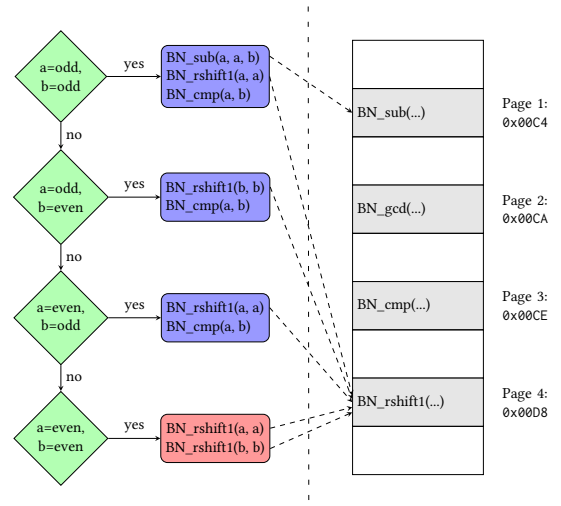 a=odd,
b=odd
yes
BN_sub(a, a, b)
BN_rshift1(a, a)
BN_cmp(a, b)
no
a=odd,
b=even
yes
BN_rshift1(b, b)
BN_cmp(a, b)
no
a=even,
b=odd
yes
BN_rshift1(a, a)
BN_cmp(a, b)
no
a=even,
b=even
yes
BN_rshift1(a, a)
BN_rshift1(b, b)
BN_sub(...)
Page 1:
0x00C4
BN_gcd(...)
Page 2:
0x00CA
BN_cmp(...)
Page 3:
0x00CE
BN_rshift1(...)
Page 4:
0x00D8